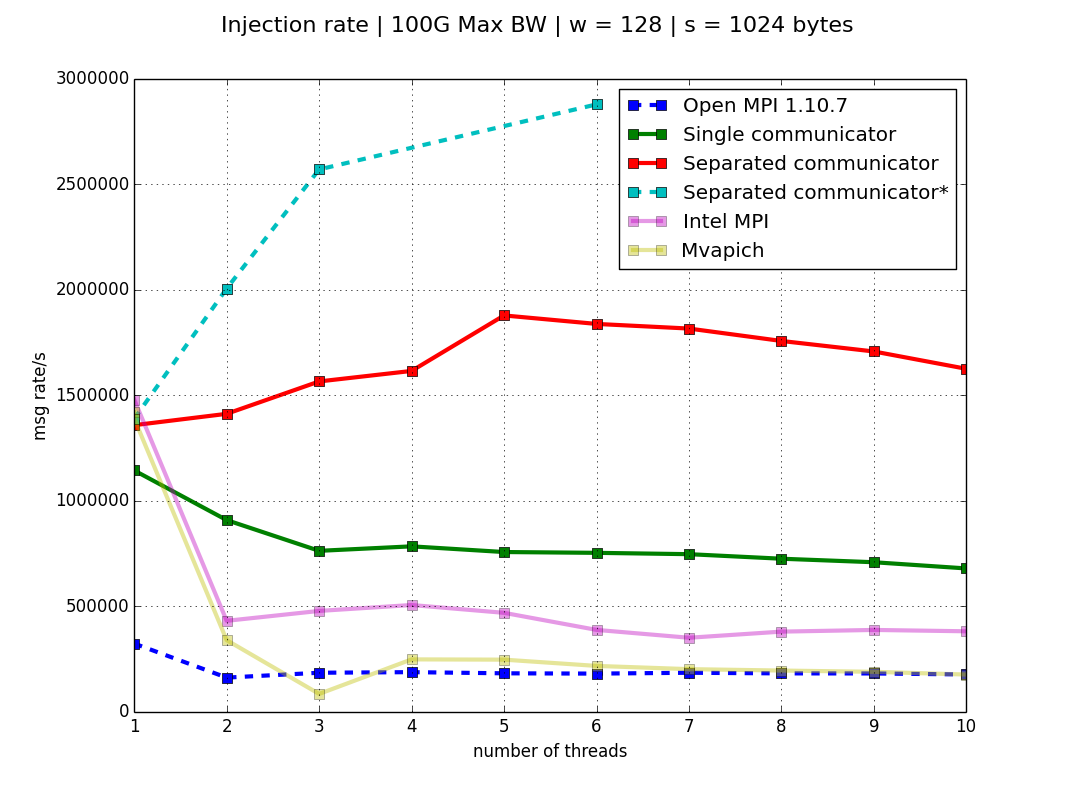 Injection rate | 100G Max BW | w = 128 | s = 1024 bytes
3000000
2500000
2000000
1500000
1000000
500000
0
msg rate/s
Open MPI 1.10.7
Single communicator
Separated communicator
Separated communicator*
Intel MPI
Mvapich
1 2 3 4 5 6 7 8 9 10
number of threads